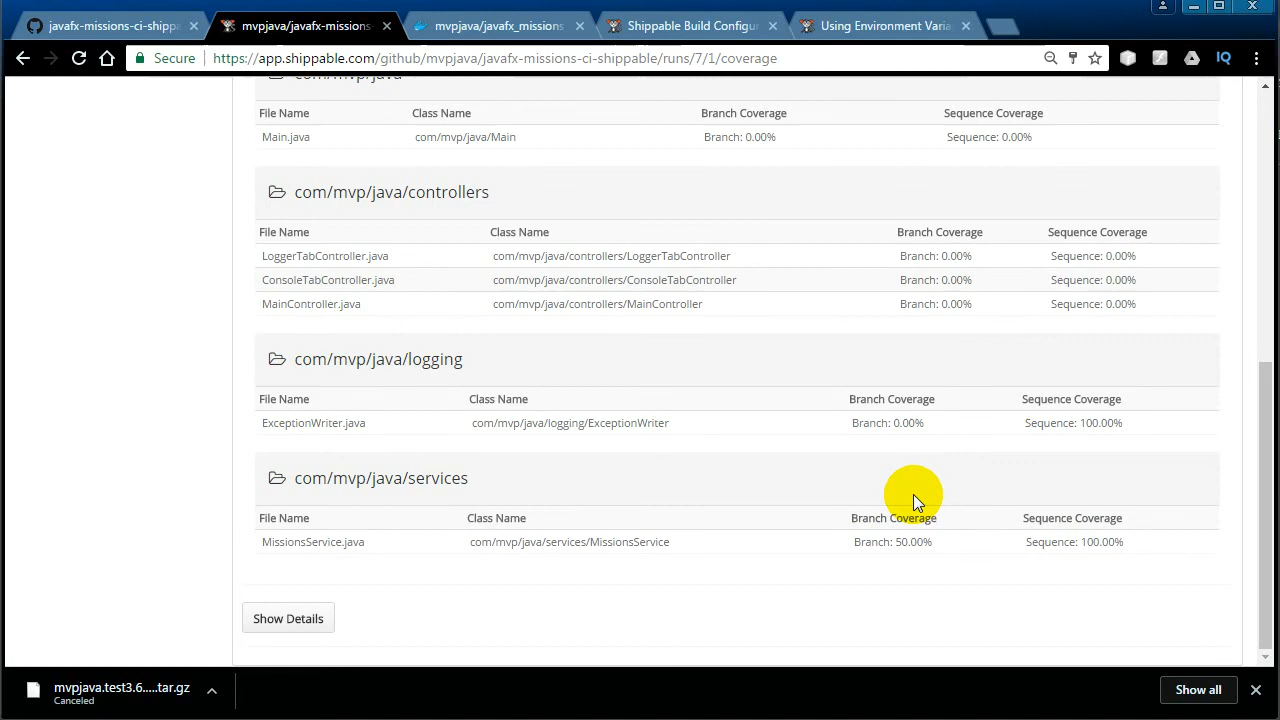 javafx-missions-ci-shippa
mvpjava/javafx-missions-
mvpjava/javafx_missions
Shippable Build Configur
Using Environment Varia
Secure
https://app.shippable.com/github/mvpjava/javafx-missions-ci-shippable/runs/7/1/coverage
IQ
com/mvp/java
File Name Class Name Branch Coverage Sequence Coverage
Main.java com/mvp/java/Main Branch: 0.00% Sequence: 0.00%
com/mvp/java/controllers
File Name Class Name Branch Coverage Sequence Coverage
LoggerTabController.java com/mvp/java/controllers/LoggerTabController Branch: 0.00% Sequence: 0.00%
ConsoleTabController.java com/mvp/java/controllers/ConsoleTabController Branch: 0.00% Sequence: 0.00%
MainController.java com/mvp/java/controllers/MainController Branch: 0.00% Sequence: 0.00%
com/mvp/java/logging
File Name Class Name Branch Coverage Sequence Coverage
ExceptionWriter.java com/mvp/java/logging/ExceptionWriter Branch: 0.00% Sequence: 100.00%
com/mvp/java/services
File Name Class Name Branch Coverage Sequence Coverage
MissionsService.java com/mvp/java/services/MissionsService Branch: 50.00% Sequence: 100.00%
Show Details
mvpjava.test3.6.....tar.gz
Canceled
Show all